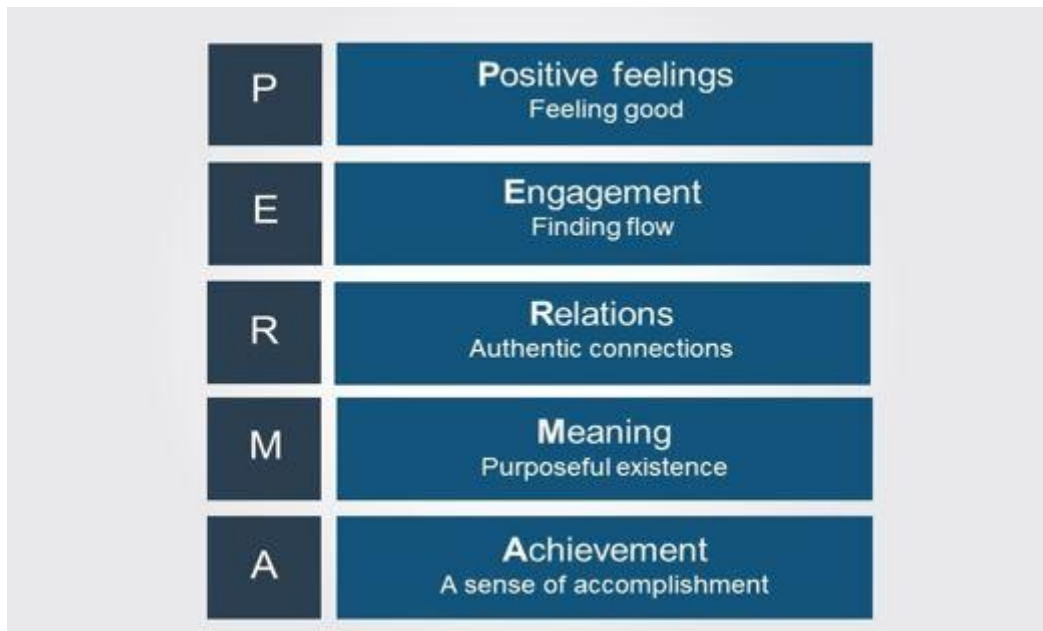 P
Positive feelings
Feeling good
E
Engagement
Finding flow
R
Relations
Authentic connections
M
Meaning
Purposeful existence
A
Achievement
A sense of accomplishment